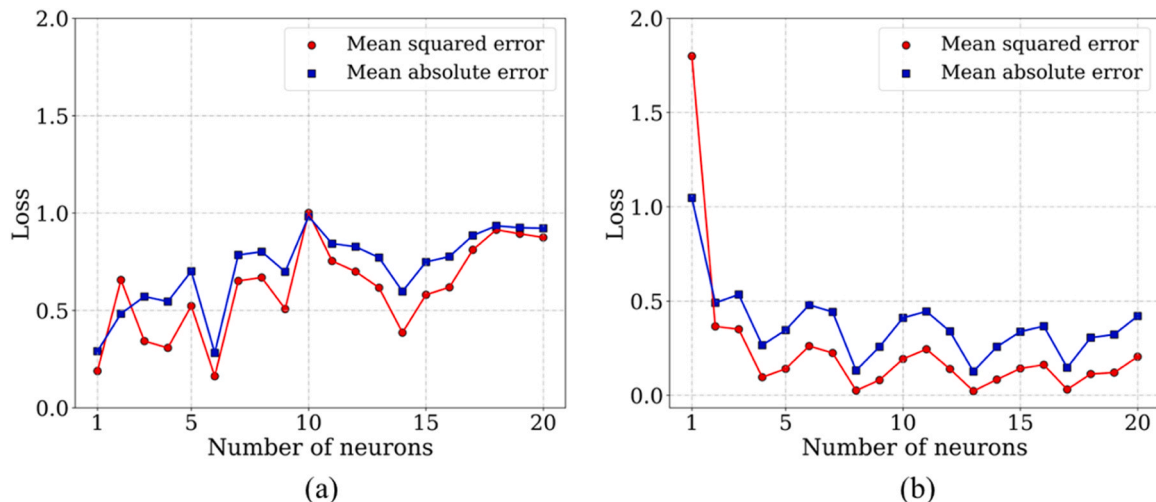 2.0
1.5
1.0
0.5
0.0
Loss
1 5 10 15 20
Number of neurons
Mean squared error
Mean absolute error
(a)
2.0
1.5
1.0
0.5
0.0
Loss
1 5 10 15 20
Number of neurons
Mean squared error
Mean absolute error
(b)